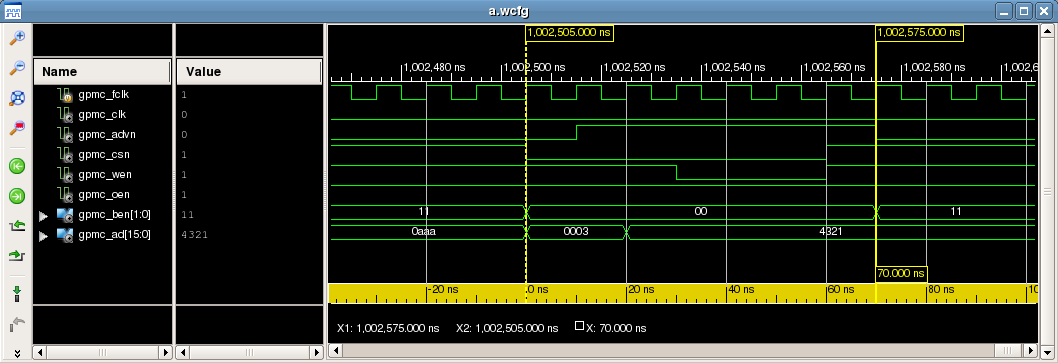 a.wcfg
1,002,505.000 ns 1,002,575.000 ns
Name Value
1,002,480 ns 1,002,500 ns 1,002,520 ns 1,002,540 ns 1,002,560 ns 1,002,580 ns 1,002,6
gpmc_fclk 1
gpmc_clk 0
gpmc_advn 0
gpmc_csn 1
gpmc_wen 1
gpmc_oen 1
gpmc_ben[1:0] 11 11 00 11
gpmc_ad[15:0] 4321 0aaa 0003 4321
70.000 ns
-20 ns 0 ns 20 ns 40 ns 60 ns 80 ns 10
X1: 1,002,575.000 ns X2: 1,002,505.000 ns X: 70.000 ns